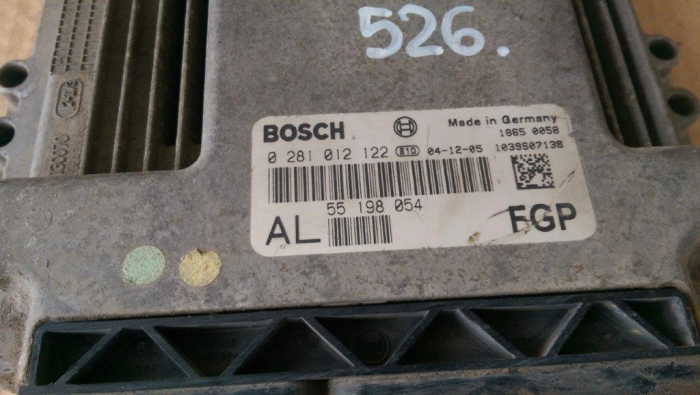 526.
BOSCH Made in Germany
1865 0058
0 281 012 122 810 04-12-05 1039S07138
55 198 054
AL FGP